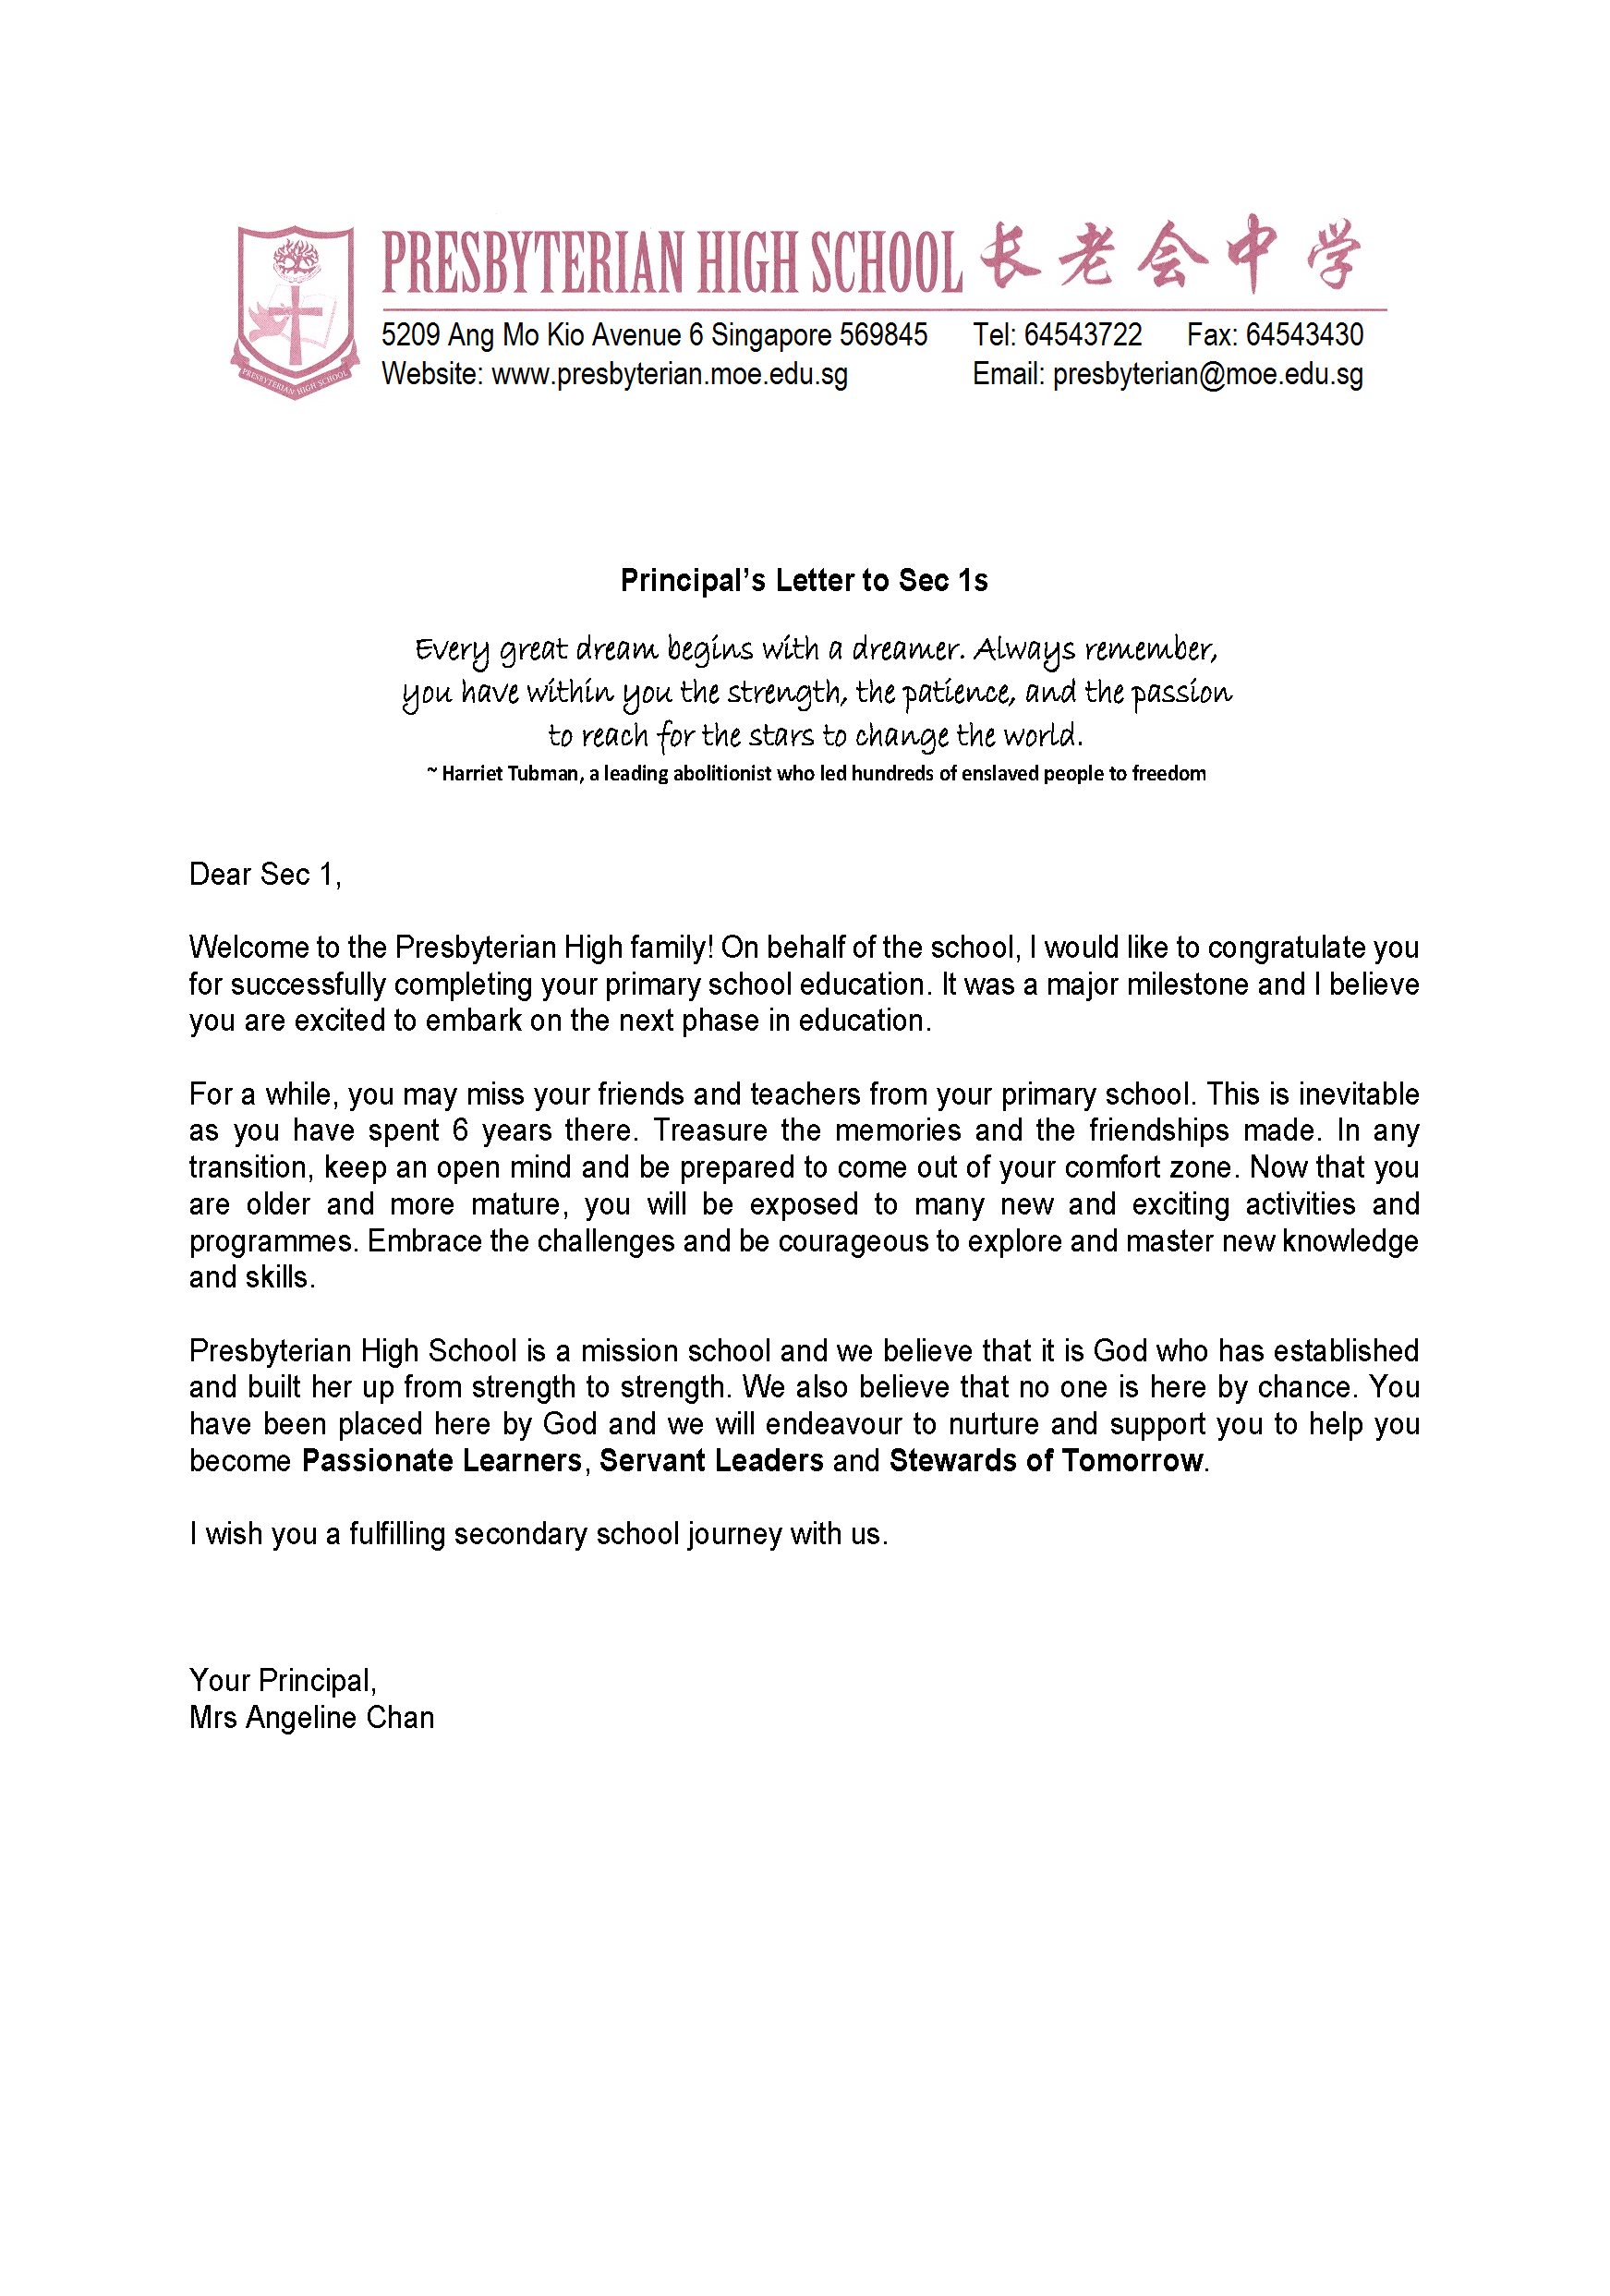 PRESBYTERIAN HIGH SCHOOL 长老会中学
5209 Ang Mo Kio Avenue 6 Singapore 569845 Tel: 64543722 Fax: 64543430
Website: www.presbyterian.moe.edu.sg Email: presbyterian@moe.edu.sg
PRESBYTERIAN HIGH SCHOOL
Principal’s Letter to Sec 1s
Every great dream begins with a dreamer. Always remember,
you have within you the strength, the patience, and the passion
to reach for the stars to change the world.
~ Harriet Tubman, a leading abolitionist who led hundreds of enslaved people to freedom
Dear Sec 1,
Welcome to the Presbyterian High family! On behalf of the school, I would like to congratulate you
for successfully completing your primary school education. It was a major milestone and I believe
you are excited to embark on the next phase in education.
For a while, you may miss your friends and teachers from your primary school. This is inevitable
as you have spent 6 years there. Treasure the memories and the friendships made. In any
transition, keep an open mind and be prepared to come out of your comfort zone. Now that you
are older and more mature, you will be exposed to many new and exciting activities and
programmes. Embrace the challenges and be courageous to explore and master new knowledge
and skills.
Presbyterian High School is a mission school and we believe that it is God who has established
and built her up from strength to strength. We also believe that no one is here by chance. You
have been placed here by God and we will endeavour to nurture and support you to help you
become Passionate Learners, Servant Leaders and Stewards of Tomorrow.
I wish you a fulfilling secondary school journey with us.
Your Principal,
Mrs Angeline Chan